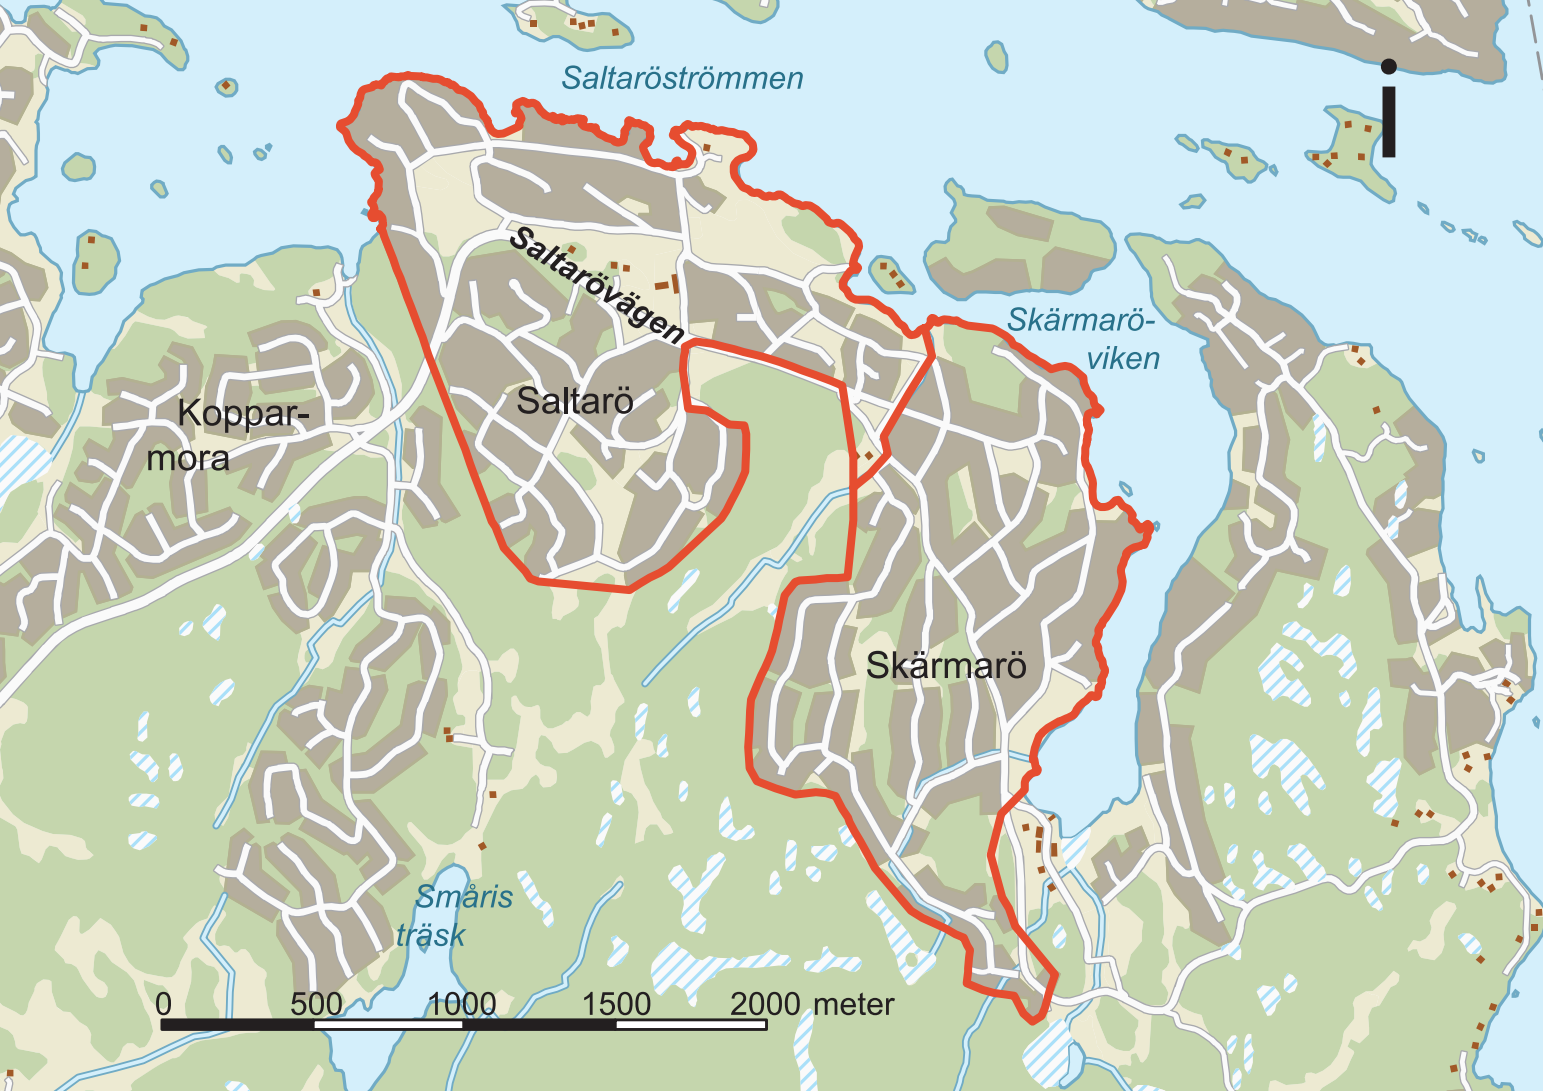 Saltaröströmmen
Saltarövägen
Skärmarö-
viken
Saltarö
Koppar-
mora
Skärmarö
Småris
träsk
0 500 1000 1500 2000 meter